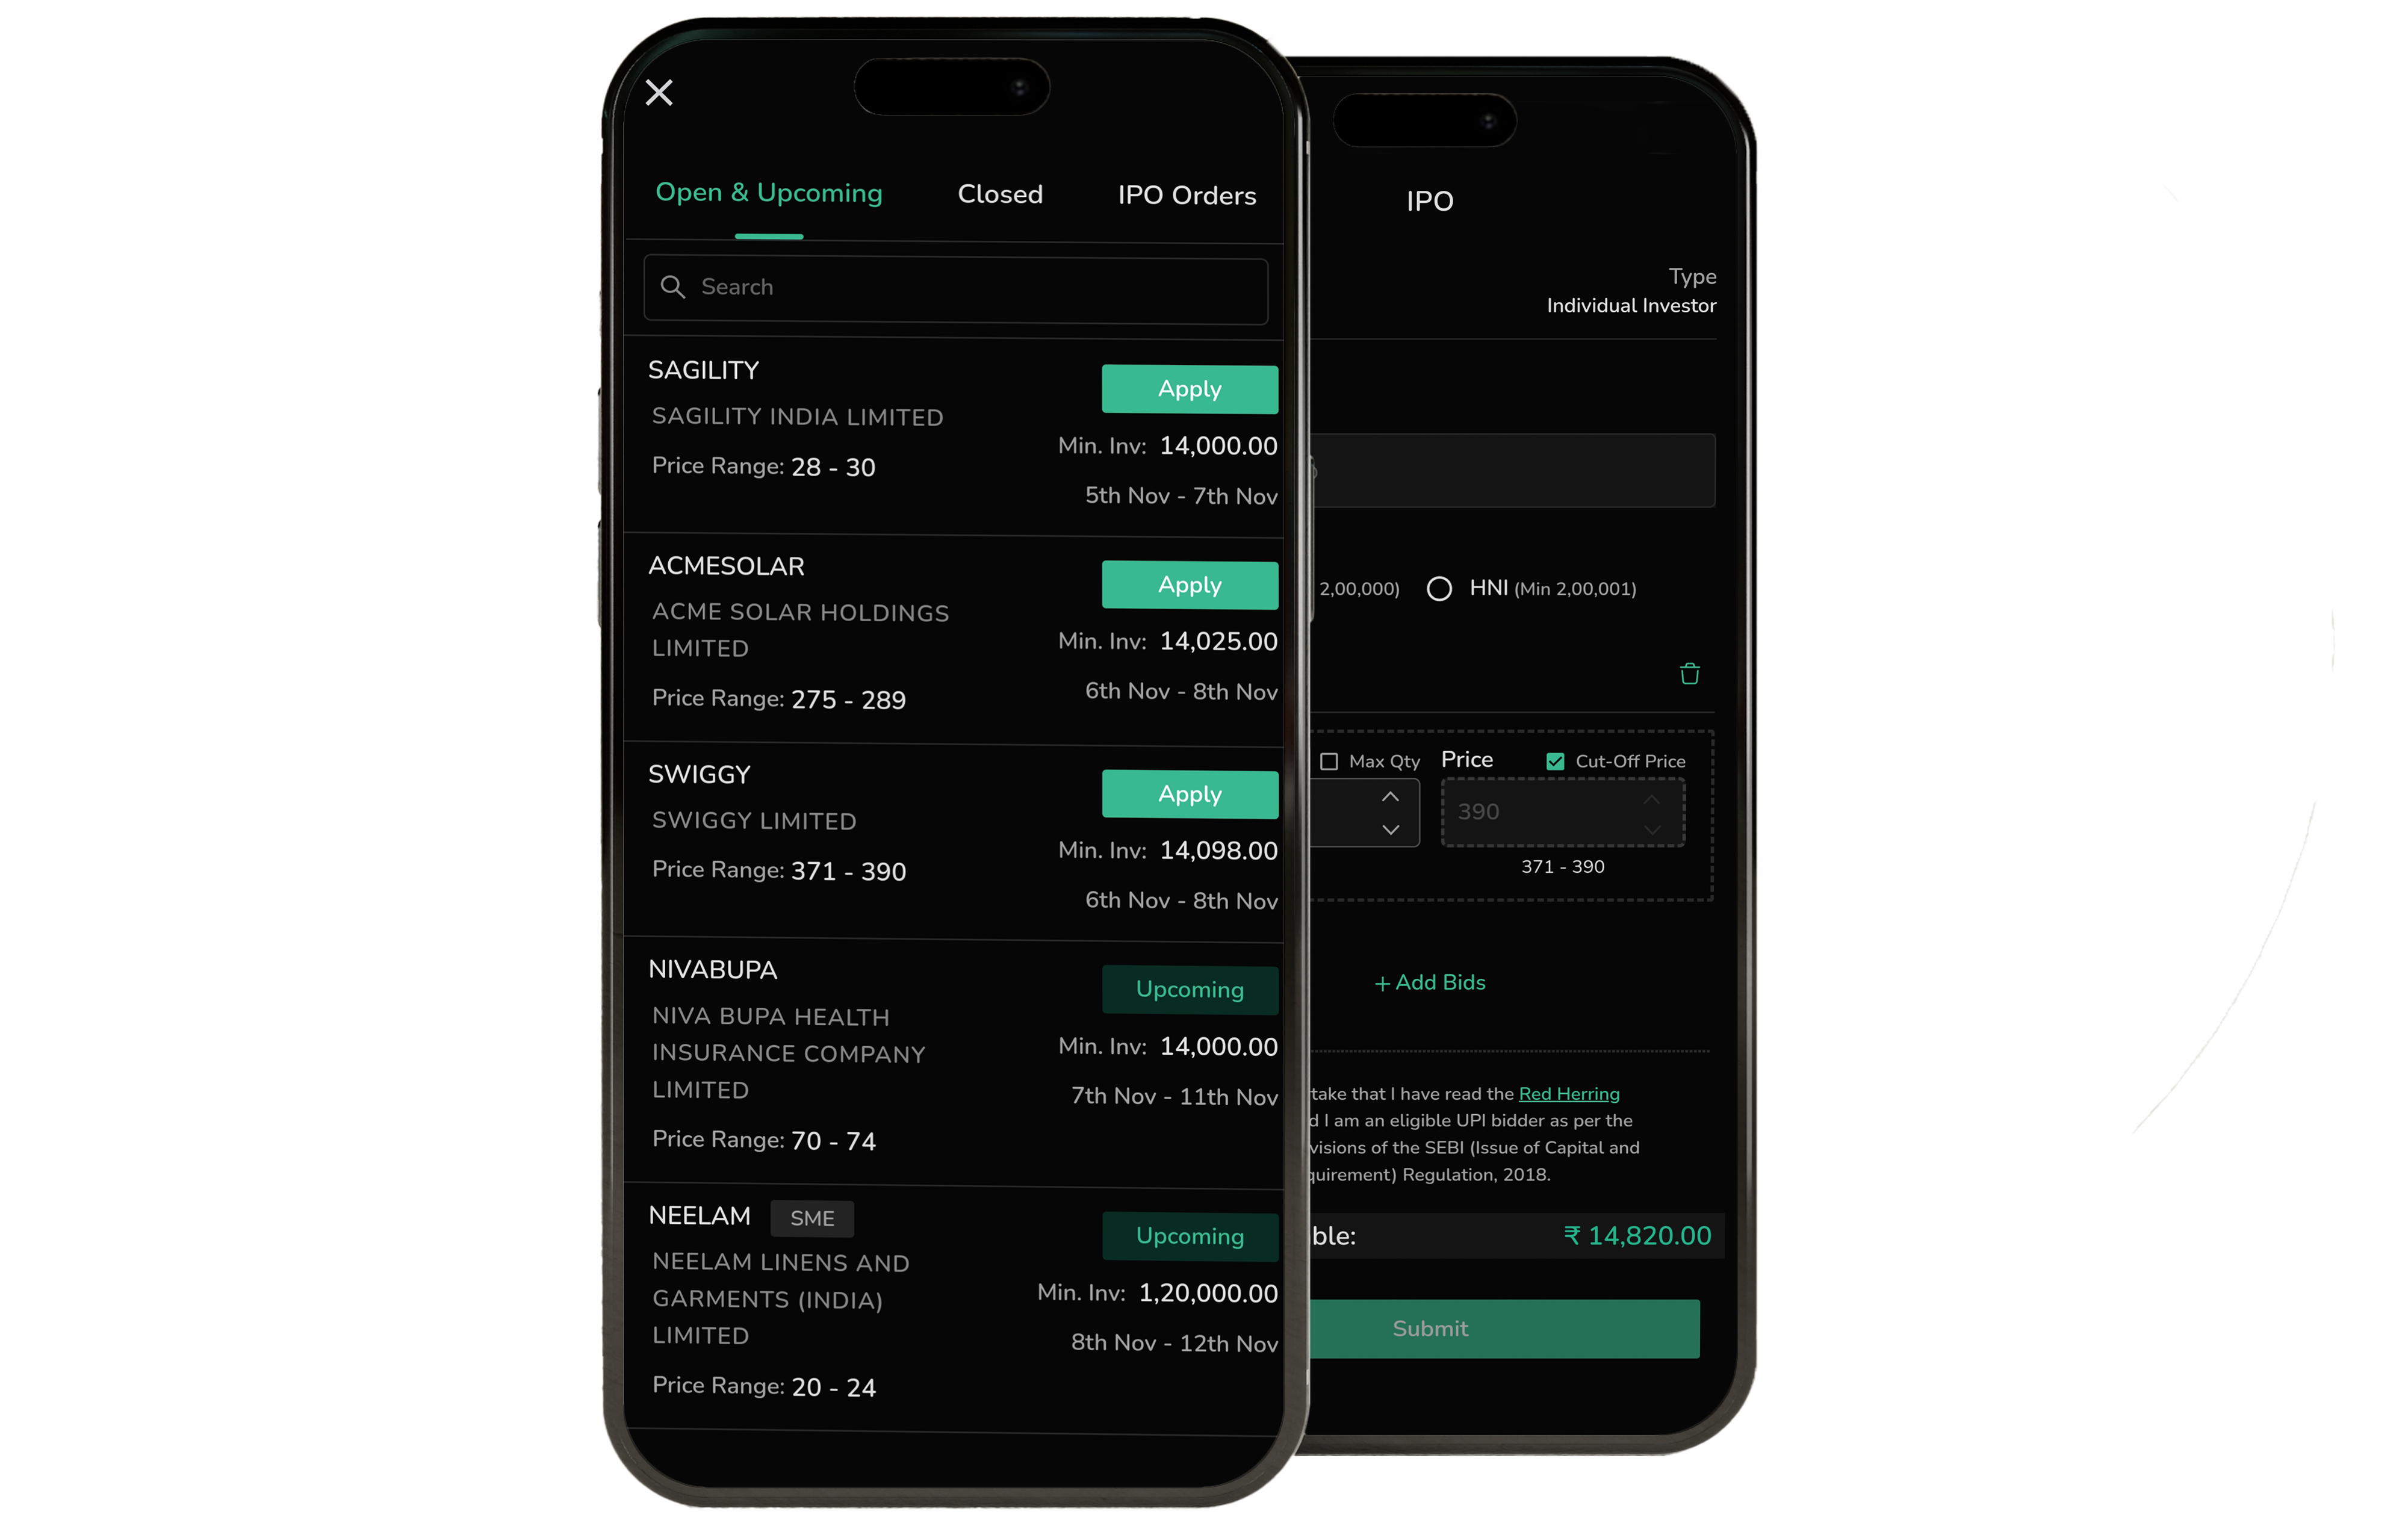 Open & Upcoming
Closed
IPO Orders
Search
SAGILITY
Apply
SAGILITY INDIA LIMITED
Min. Inv: 14,000.00
Price Range: 28 - 30
5th Nov - 7th Nov
ACMESOLAR
Apply
ACME SOLAR HOLDINGS
LIMITED
Min. Inv: 14,025.00
Price Range: 275 - 289
6th Nov - 8th Nov
SWIGGY
Apply
SWIGGY LIMITED
Min. Inv: 14,098.00
Price Range: 371 - 390
6th Nov - 8th Nov
NIVABUPA
Upcoming
NIVA BUPA HEALTH
INSURANCE COMPANY
LIMITED
Min. Inv: 14,000.00
7th Nov - 11th Nov
Price Range: 70 - 74
NEELAM SME
Upcoming
NEELAM LINENS AND
GARMENTS (INDIA)
LIMITED
Min. Inv: 1,20,000.00
8th Nov - 12th Nov
Price Range: 20 - 24
IPO
Type
Individual Investor
2,00,000) HNI (Min 2,00,001)
Max Qty Price Cut-Off Price
390
371 - 390
+ Add Bids
take that I have read the Red Herring
d I am an eligible UPI bidder as per the
visions of the SEBI (Issue of Capital and
quirement) Regulation, 2018.
ble: ₹ 14,820.00
Submit